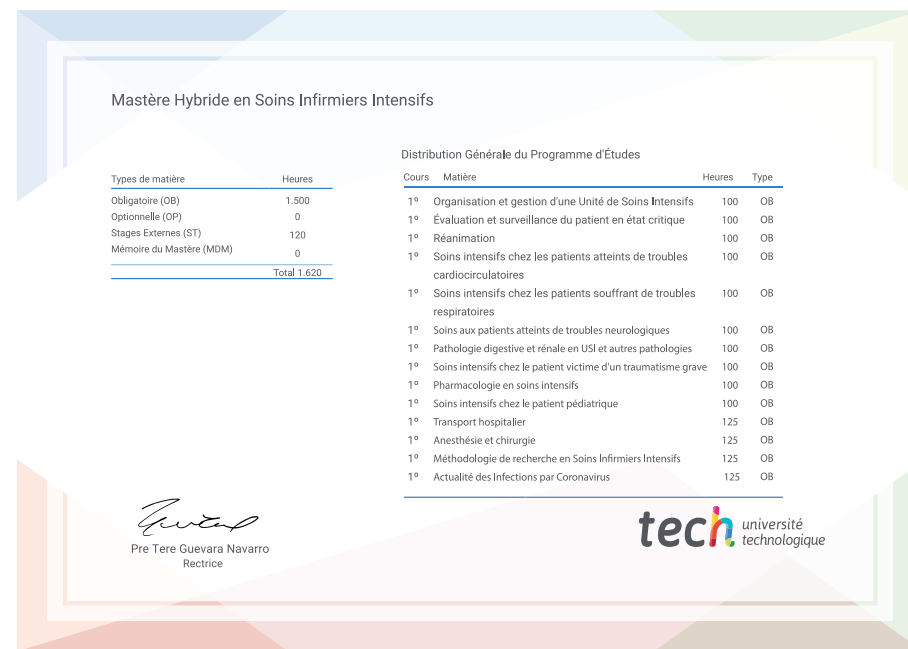 Mastère Hybride en Soins Infirmiers Intensifs
Types de matière Heures
Obligatoire (OB) 1.500
Optionnelle (OP) 0
Stages Externes (ST) 120
Mémoire du Mastère (MDM) 0
Total 1.620
Distribution Générale du Programme d'Études
Cours Matière Heures Type
1º Organisation et gestion d'une Unité de Soins Intensifs 100 OB
1º Évaluation et surveillance du patient en état critique 100 OB
1º Réanimation 100 OB
1º Soins intensifs chez les patients atteints de troubles 100 OB
cardiocirculatoires
1º Soins intensifs chez les patients souffrant de troubles 100 OB
respiratoires
1º Soins aux patients atteints de troubles neurologiques 100 OB
1º Pathologie digestive et rénale en USI et autres pathologies 100 OB
1º Soins intensifs chez le patient victime d'un traumatisme grave 100 OB
1º Pharmacologie en soins intensifs 100 OB
1º Soins intensifs chez le patient pédiatrique 100 OB
1º Transport hospitalier 125 OB
1º Anesthésie et chirurgie 125 OB
1º Méthodologie de recherche en Soins Infirmiers Intensifs 125 OB
1º Actualité des Infections par Coronavirus 125 OB
Pre Tere Guevara Navarro
Rectrice
tech université
technologique